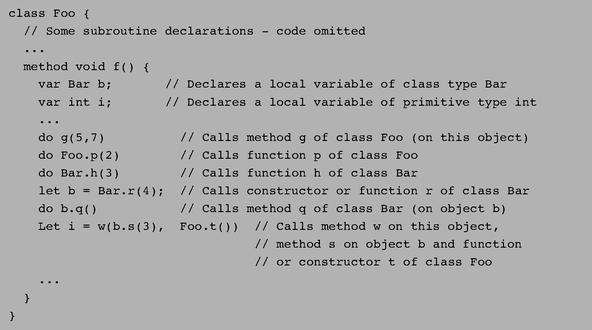 class Foo {
  // Some subroutine declarations – code omitted
  ...
  method void f() {
    var Bar b;       // Declares a local variable of class type Bar
    var int i;       // Declares a local variable of primitive type int
    ...
    do g(5,7)          // Calls method g of class Foo (on this object)
    do Foo.p(2)        // Calls function p of class Foo
    do Bar.h(3)        // Calls function h of class Bar
    let b = Bar.r(4);  // Calls constructor or function r of class Bar
    do b.q()           // Calls method q of class Bar (on object b)
    Let i = w(b.s(3),  Foo.t())  // Calls method w on this object,
                                 // method s on object b and function
                                 // or constructor t of class Foo
    ...
  }
}